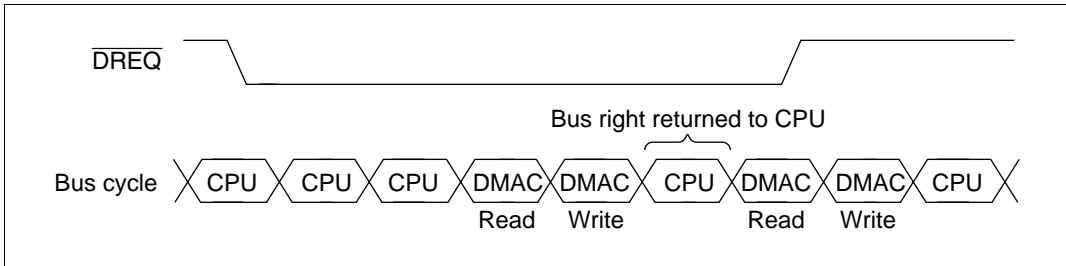 DREQ
Bus right returned to CPU
Bus cycle CPU CPU CPU DMAC DMAC CPU DMAC DMAC CPU
Read Write Read Write